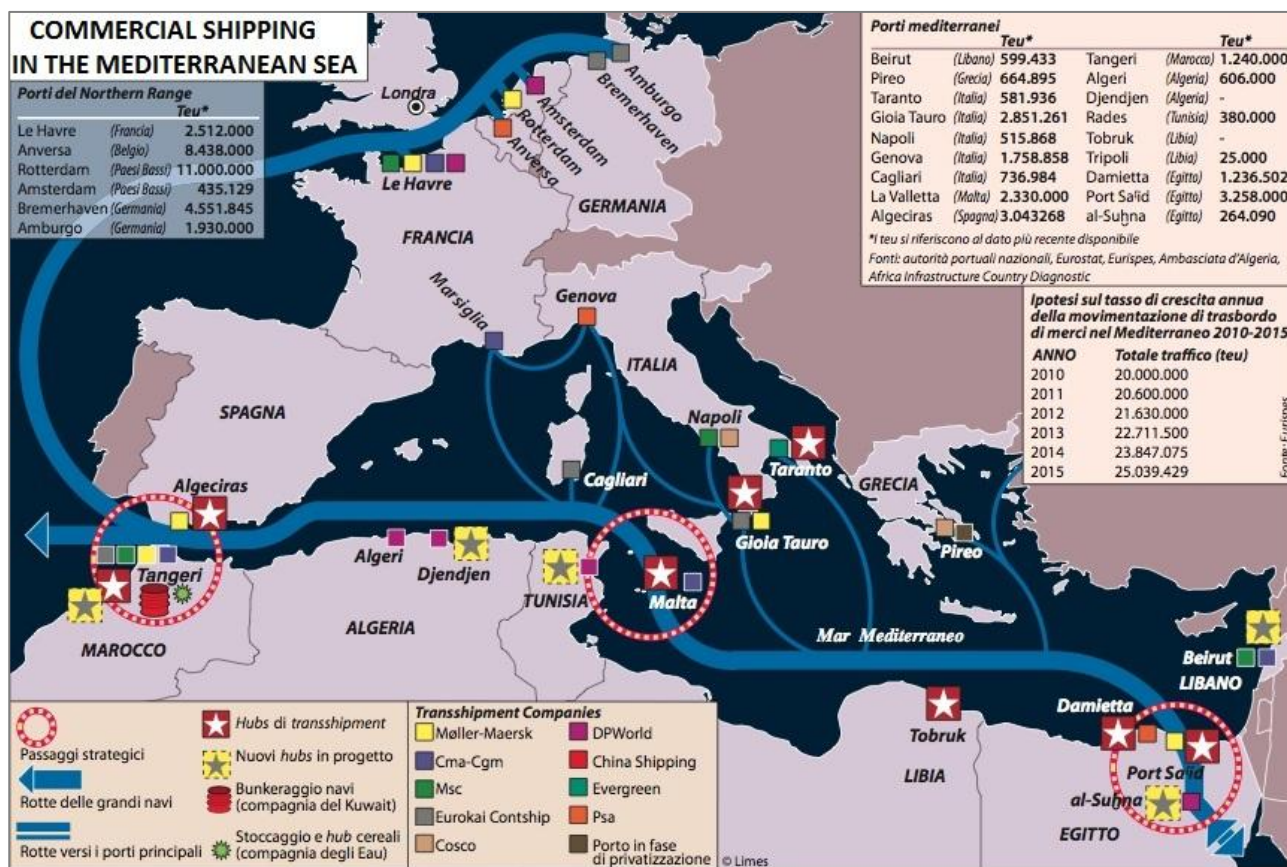 COMMERCIAL SHIPPING
IN THE MEDITERRANEAN SEA
Porti del Northern Range
Teu*
Le Havre (Francia) 2.512.000
Anversa (Belgio) 8.438.000
Rotterdam (Paesi Bassi) 11.000.000
Amsterdam (Paesi Bassi) 435.129
Bremerhaven (Germania) 4.551.845
Amburgo (Germania) 1.930.000
Porti mediterranei
Teu* Teu*
Beirut (Libano) 599.433 Tangeri (Marocco) 1.240.000
Pireo (Grecia) 664.895 Algeri (Algeria) 606.000
Taranto (Italia) 581.936 Djendjen (Algeria) -
Gioia Tauro (Italia) 2.851.261 Rades (Tunisia) 380.000
Napoli (Italia) 515.868 Tobruk (Libia) -
Genova (Italia) 1.758.858 Tripoli (Libia) 25.000
Cagliari (Italia) 736.984 Damietta (Egitto) 1.236.502
La Valletta (Malta) 2.330.000 Port Sa'īd (Egitto) 3.258.000
Algeciras (Spagna) 3.043268 al-Suḫna (Egitto) 264.090
*I teu si riferiscono al dato più recente disponibile
Fonti: autorità portuali nazionali, Eurostat, Eurispes, Ambasciata d'Algeria,
Africa Infrastructure Country Diagnostic
Ipotesi sul tasso di crescita annua
della movimentazione di trasbordo
di merci nel Mediterraneo 2010-2015
ANNO Totale traffico (teu)
2010 20.000.000
2011 20.600.000
2012 21.630.000
2013 22.711.500
2014 23.847.075
2015 25.039.429
Fonte: Eurispes
Londra
Amburgo
Bremerhaven
Amsterdam
Rotterdam
Anversa
Le Havre
GERMANIA
FRANCIA
Marsiglia
Genova
ITALIA
SPAGNA
Napoli
Taranto
Cagliari
GRECIA
Algeciras
Gioia Tauro
Pireo
Algeri
Djendjen
Tangeri
TUNISIA
Malta
MAROCCO
ALGERIA
Mar Mediterraneo
Beirut
LIBANO
Damietta
Tobruk
Port Sa'īd
LIBIA
al-Suḫna
EGITTO
Passaggi strategici
Rotte delle grandi navi
Rotte versi i porti principali
Hubs di transshipment
Nuovi hubs in progetto
Bunkeraggio navi
(compagnia del Kuwait)
Stoccaggio e hub cereali
(compagnia degli Eau)
Transshipment Companies
Møller-Maersk
Cma-Cgm
Msc
Eurokai Contship
Cosco
DPWorld
China Shipping
Evergreen
Psa
Porto in fase
di privatizzazione
© Limes